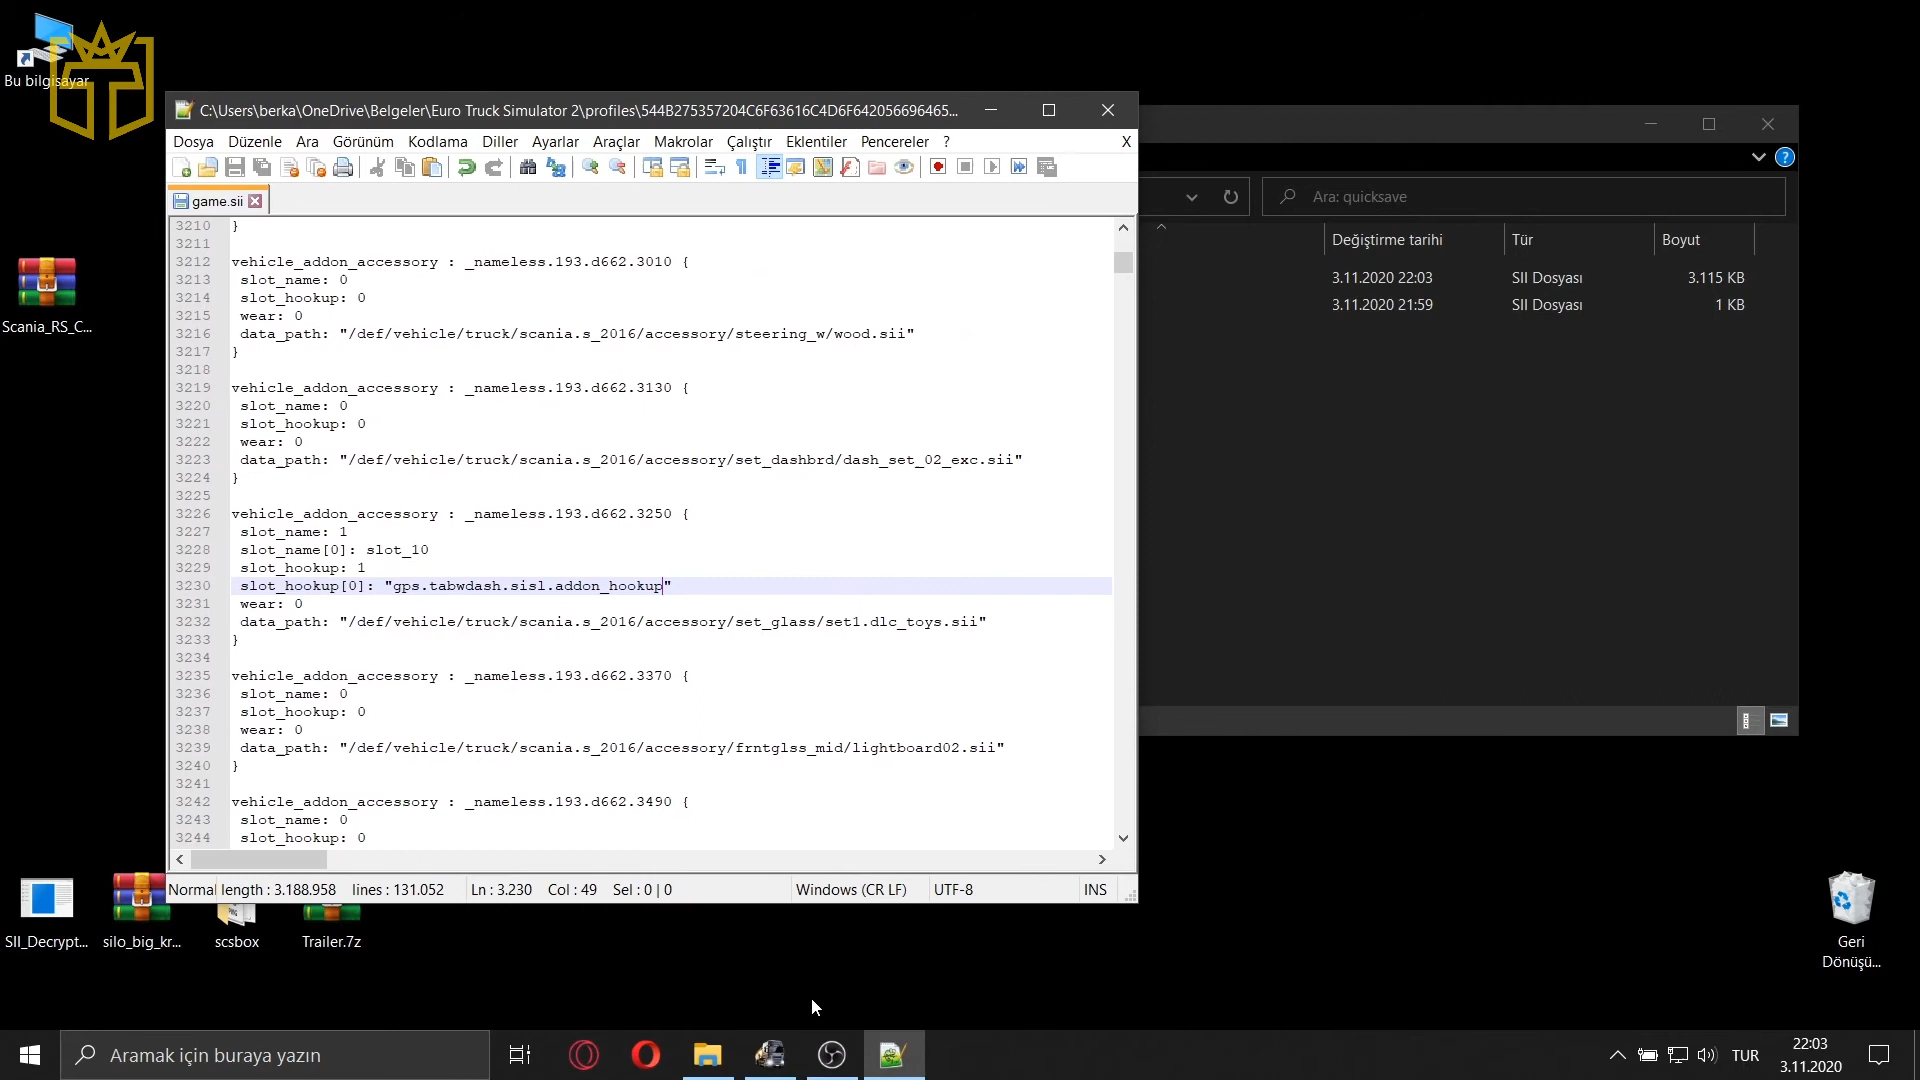 Bu bilgisayar
Scania_RS_C...
SII_Decrypt...
silo_big_kr...
scsbox
Trailer.7z
Geri
Dönüşü...
C:\Users\berka\OneDrive\Belgeler\Euro Truck Simulator 2\profiles\544B275357204C6F63616C4D6F642056696465...
Dosya Düzenle Ara Görünüm Kodlama Diller Ayarlar Araçlar Makrolar Çalıştır Eklentiler Pencereler ? X
game.sii
3210 }
3211
3212 vehicle_addon_accessory : _nameless.193.d662.3010 {
3213 slot_name: 0
3214 slot_hookup: 0
3215 wear: 0
3216 data_path: "/def/vehicle/truck/scania.s_2016/accessory/steering_w/wood.sii"
3217 }
3218
3219 vehicle_addon_accessory : _nameless.193.d662.3130 {
3220 slot_name: 0
3221 slot_hookup: 0
3222 wear: 0
3223 data_path: "/def/vehicle/truck/scania.s_2016/accessory/set_dashbrd/dash_set_02_exc.sii"
3224 }
3225
3226 vehicle_addon_accessory : _nameless.193.d662.3250 {
3227 slot_name: 1
3228 slot_name[0]: slot_10
3229 slot_hookup: 1
3230 slot_hookup[0]: "gps.tabwdash.sisl.addon_hookup"
3231 wear: 0
3232 data_path: "/def/vehicle/truck/scania.s_2016/accessory/set_glass/set1.dlc_toys.sii"
3233 }
3234
3235 vehicle_addon_accessory : _nameless.193.d662.3370 {
3236 slot_name: 0
3237 slot_hookup: 0
3238 wear: 0
3239 data_path: "/def/vehicle/truck/scania.s_2016/accessory/frntglss_mid/lightboard02.sii"
3240 }
3241
3242 vehicle_addon_accessory : _nameless.193.d662.3490 {
3243 slot_name: 0
3244 slot_hookup: 0
Normal length : 3.188.958 lines : 131.052 Ln : 3.230 Col : 49 Sel : 0 | 0 Windows (CR LF) UTF-8 INS
Ara: quicksave
Değiştirme tarihi Tür Boyut
3.11.2020 22:03 SII Dosyası 3.115 KB
3.11.2020 21:59 SII Dosyası 1 KB
Aramak için buraya yazın
TUR
22:03
3.11.2020